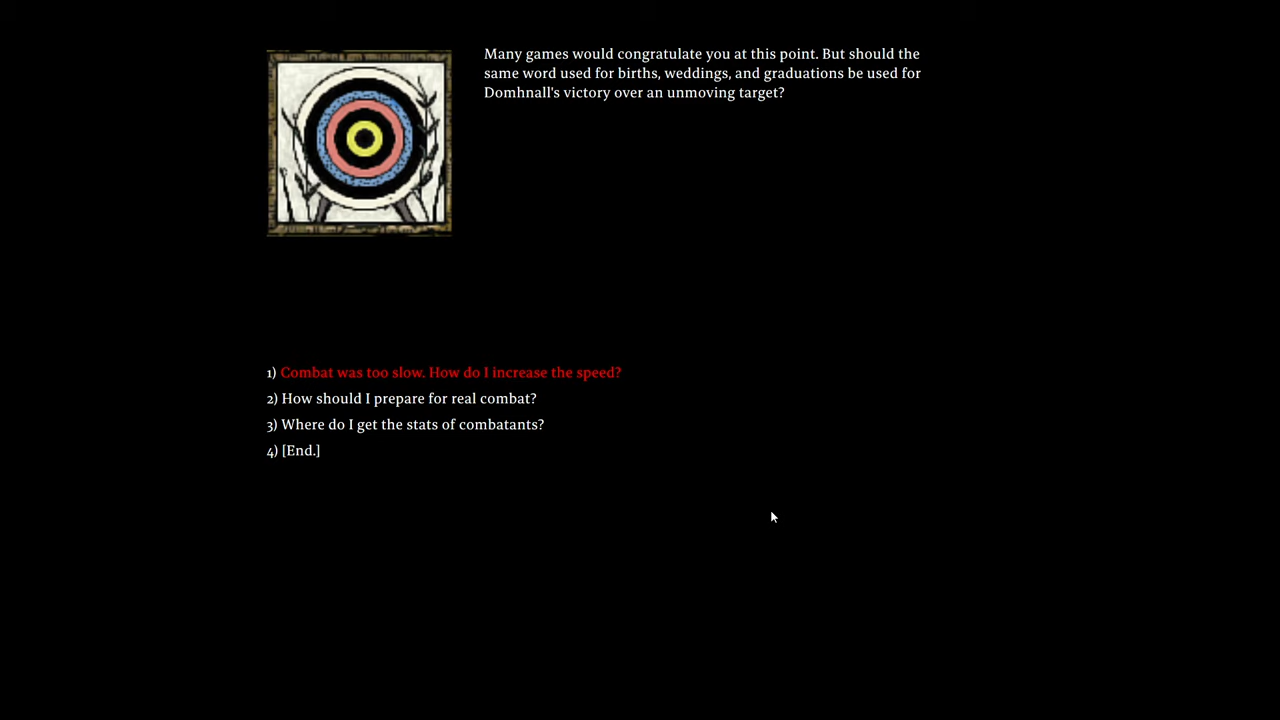 Many games would congratulate you at this point. But should the
same word used for births, weddings, and graduations be used for
Domhnall's victory over an unmoving target?
1) Combat was too slow. How do I increase the speed?
2) How should I prepare for real combat?
3) Where do I get the stats of combatants?
4) [End.]